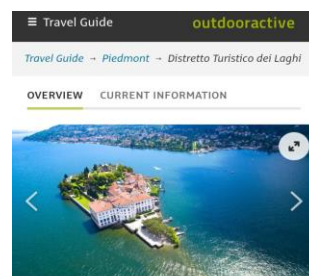 ≡ Travel Guide outdooractive
Travel Guide → Piedmont → Distretto Turistico dei Laghi
OVERVIEW CURRENT INFORMATION